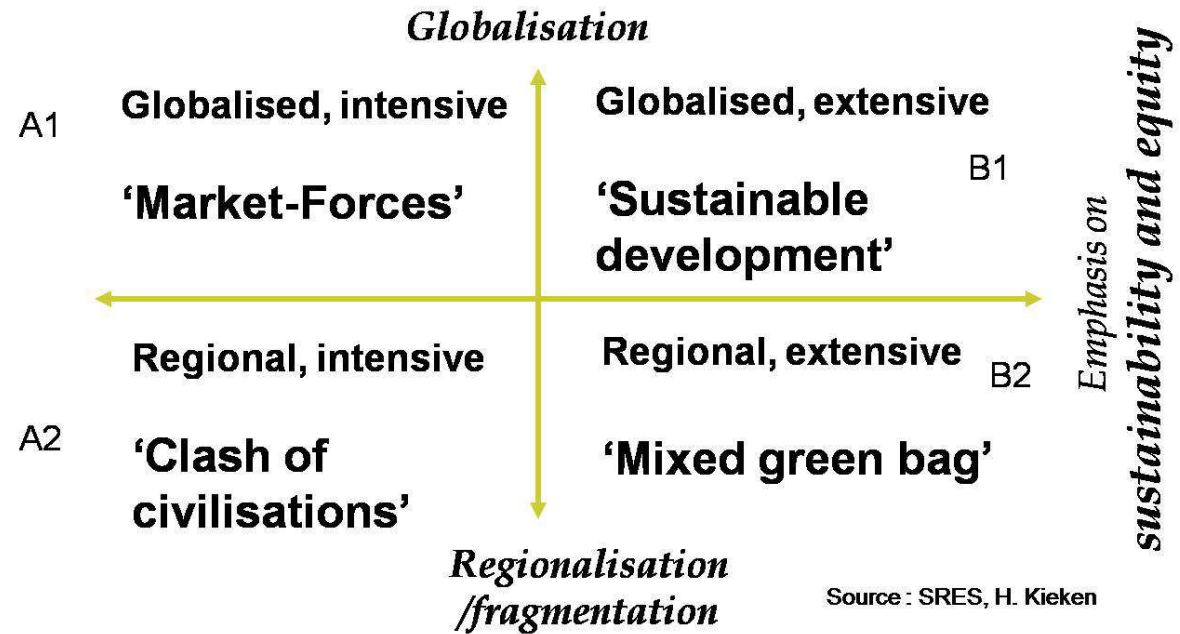 Globalisation
A1
Globalised, intensive
‘Market-Forces’
Globalised, extensive
B1
‘Sustainable
development’
Emphasis on
sustainability and equity
Regional, intensive
A2
‘Clash of
civilisations’
Regional, extensive
B2
‘Mixed green bag’
Regionalisation
/fragmentation
Source : SRES, H. Kieken